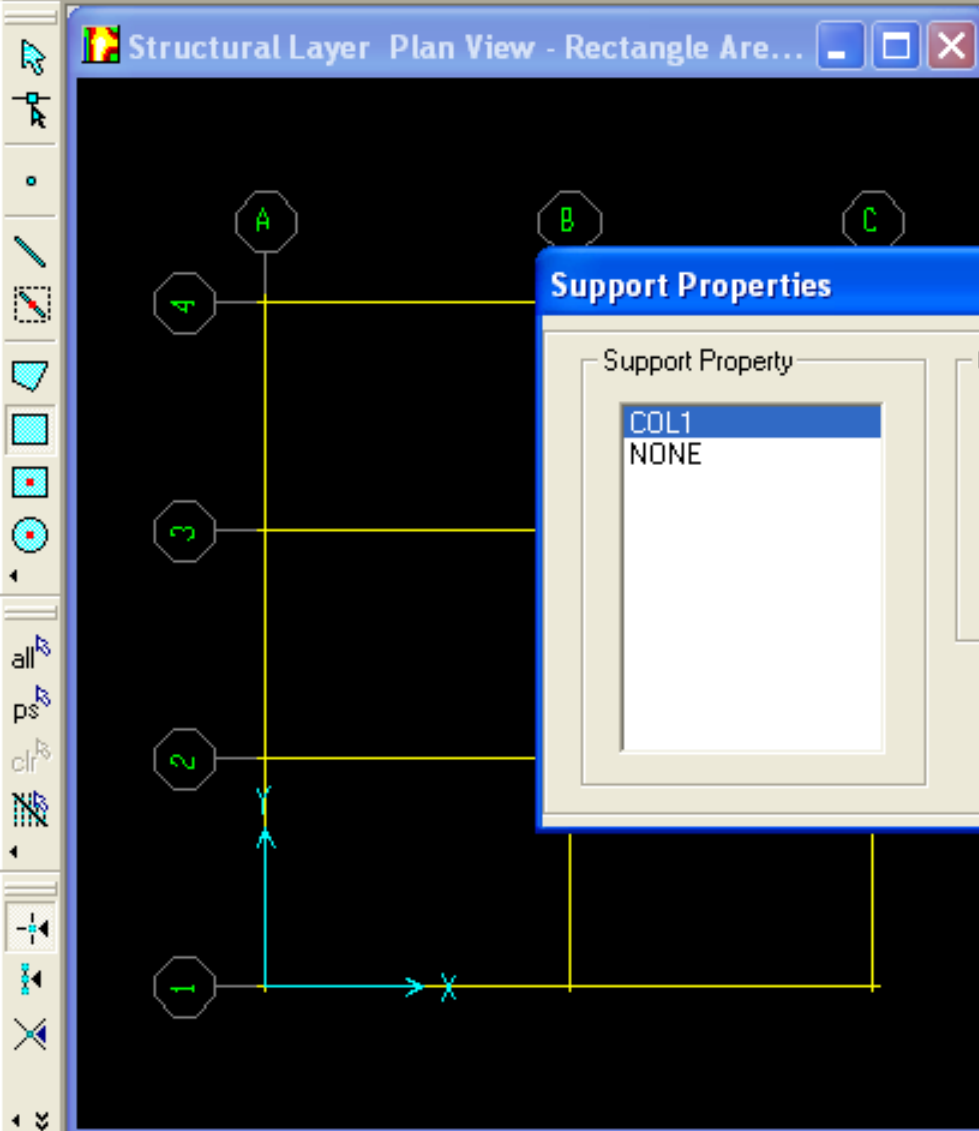 Structural Layer Plan View - Rectangle Are...
A
B
C
4
Support Properties
Support Property
COL1
NONE
3
all
ps
clr
2
Y
X
1